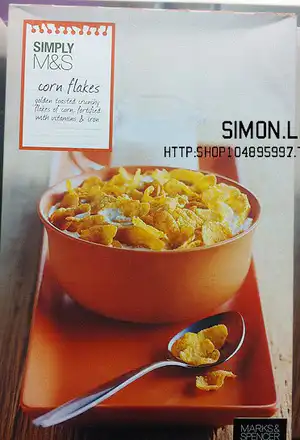 SIMPLY
M&S
corn flakes
golden toasted crunchy
flakes of corn, fortified
with vitamins & iron
SIMON.L
HTTP:SHOP104895997.T
MARKS&
SPENCER